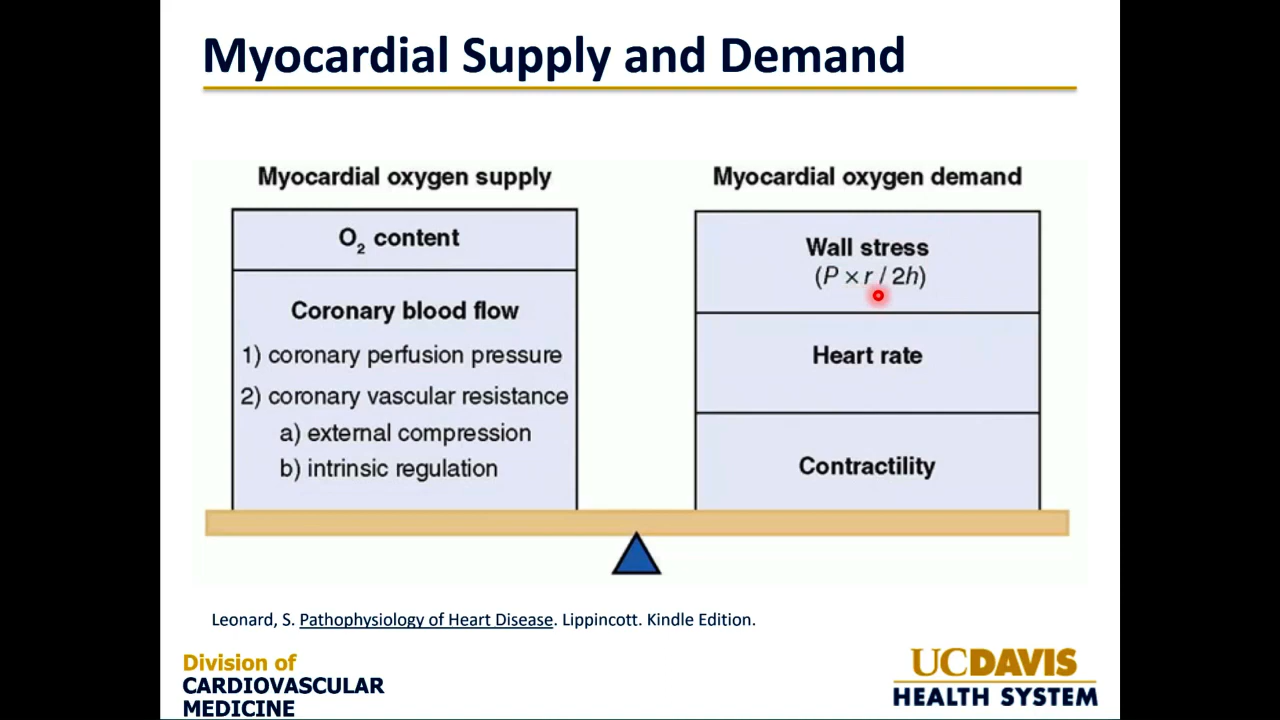 Myocardial Supply and Demand
Myocardial oxygen supply
O₂ content
Coronary blood flow
1) coronary perfusion pressure
2) coronary vascular resistance
a) external compression
b) intrinsic regulation
Myocardial oxygen demand
Wall stress
(P × r / 2h)
Heart rate
Contractility
Leonard, S. Pathophysiology of Heart Disease. Lippincott. Kindle Edition.
Division of
CARDIOVASCULAR
MEDICINE
UCDAVIS
HEALTH SYSTEM